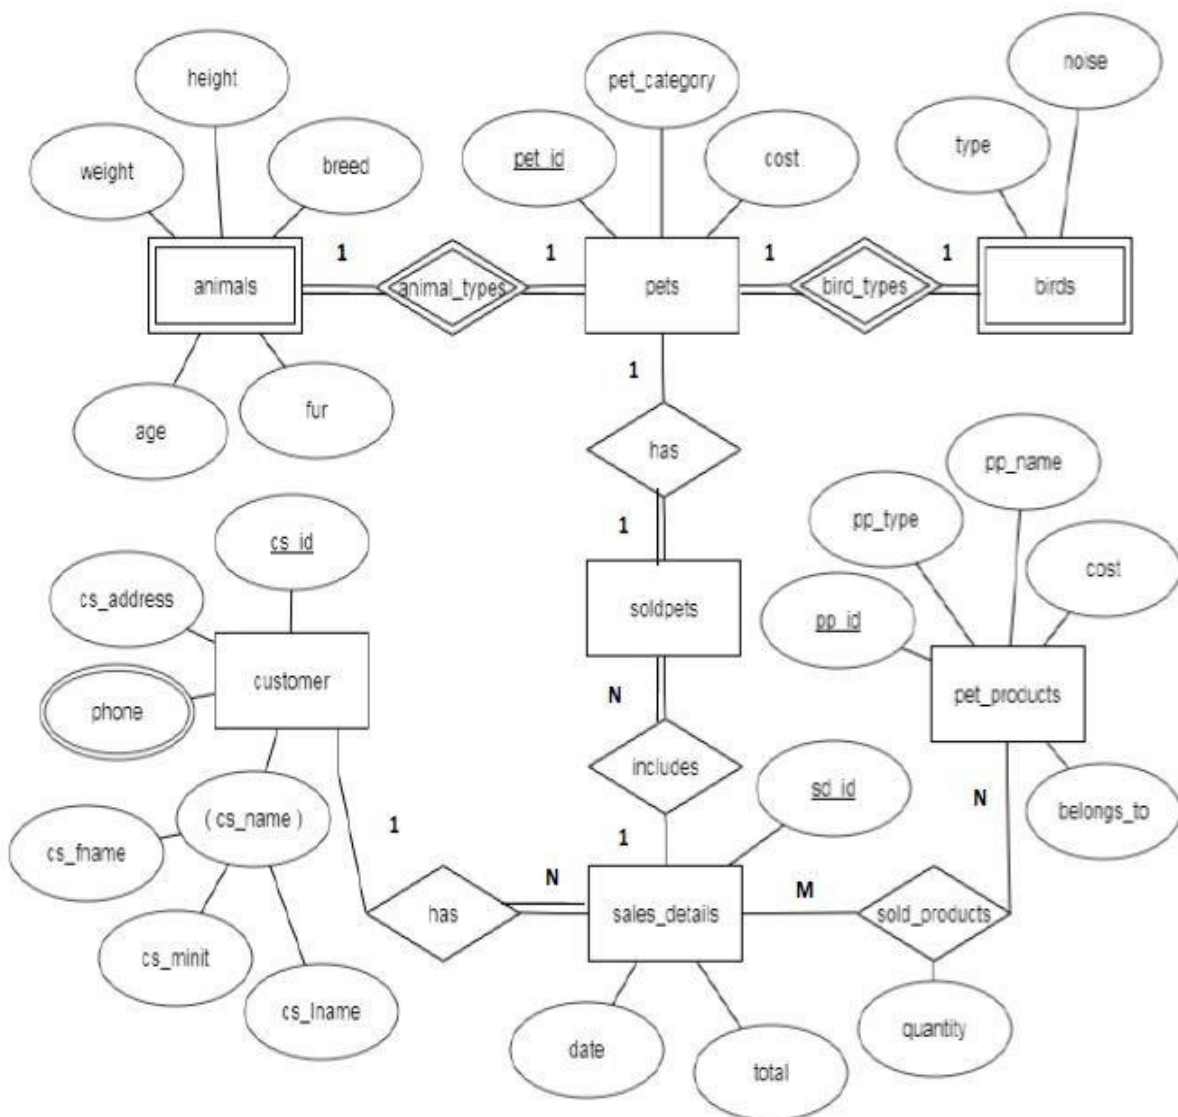 height
pet_category
noise
weight
breed
pet_id
cost
type
1
1
1
1
animals
animal_types
pets
bird_types
birds
1
age
fur
has
pp_name
1
pp_type
cs_id
cost
cs_address
soldpets
pp_id
customer
N
pet_products
phone
includes
sd_id
N
belongs_to
( cs_name )
1
1
cs_fname
N
M
has
sales_details
sold_products
cs_minit
cs_lname
date
total
quantity